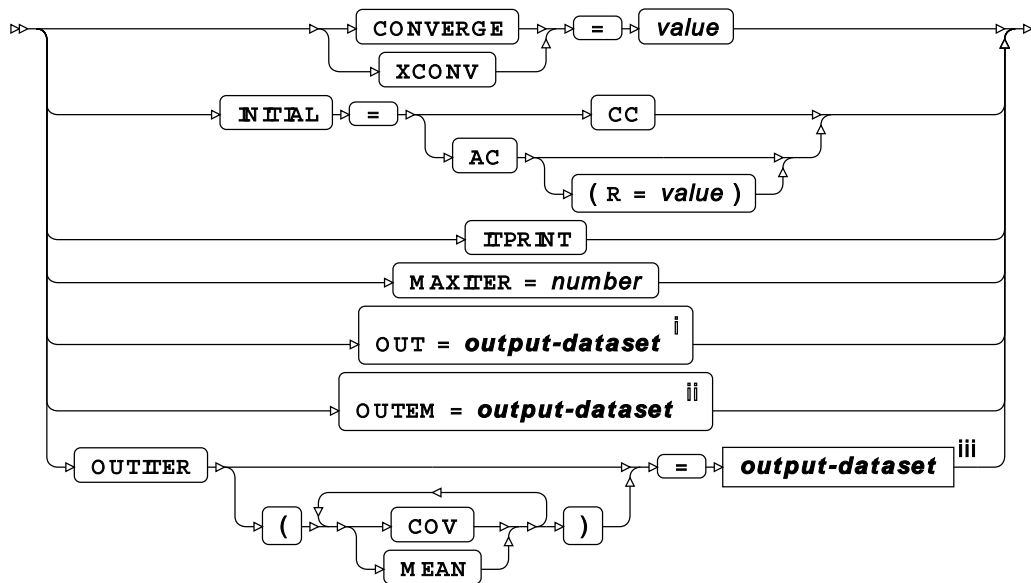 CONVERGE = value
XCONV
INITIAL = CC
AC
( R = value )
ITPRINT
MAXITER = number
OUT = output-dataset i
OUTEM = output-dataset ii
OUTITER = output-dataset iii
( COV )
MEAN